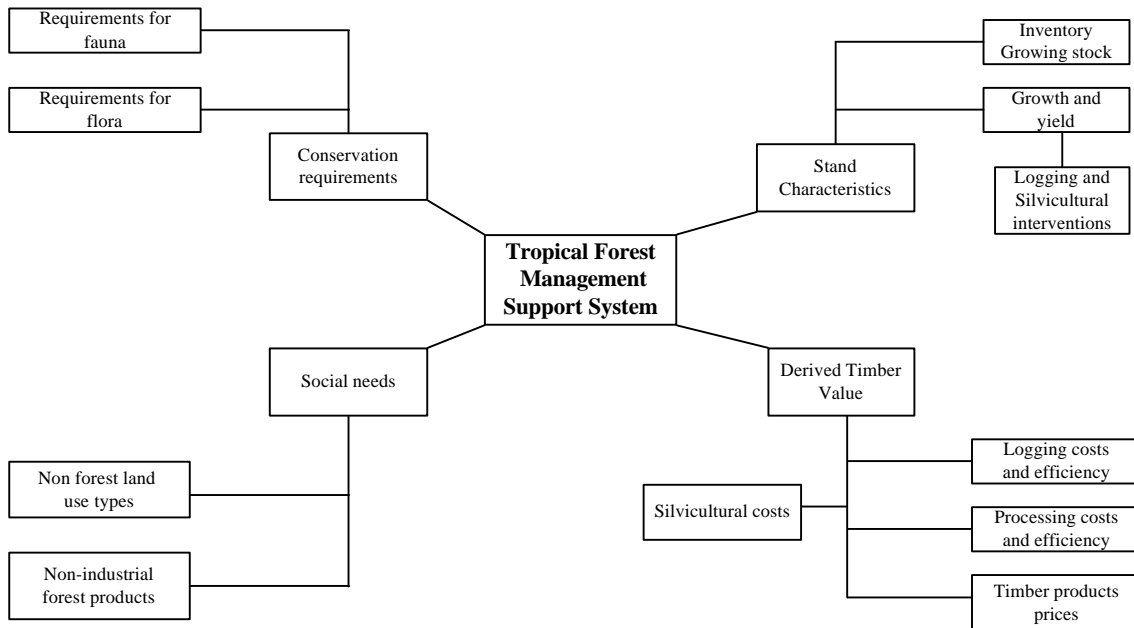 Requirements for
fauna
Requirements for
flora
Conservation
requirements
Inventory
Growing stock
Growth and
yield
Logging and
Silvicultural
interventions
Stand
Characteristics
Tropical Forest
Management
Support System
Social needs
Non forest land
use types
Non-industrial
forest products
Derived Timber
Value
Silvicultural costs
Logging costs
and efficiency
Processing costs
and efficiency
Timber products
prices